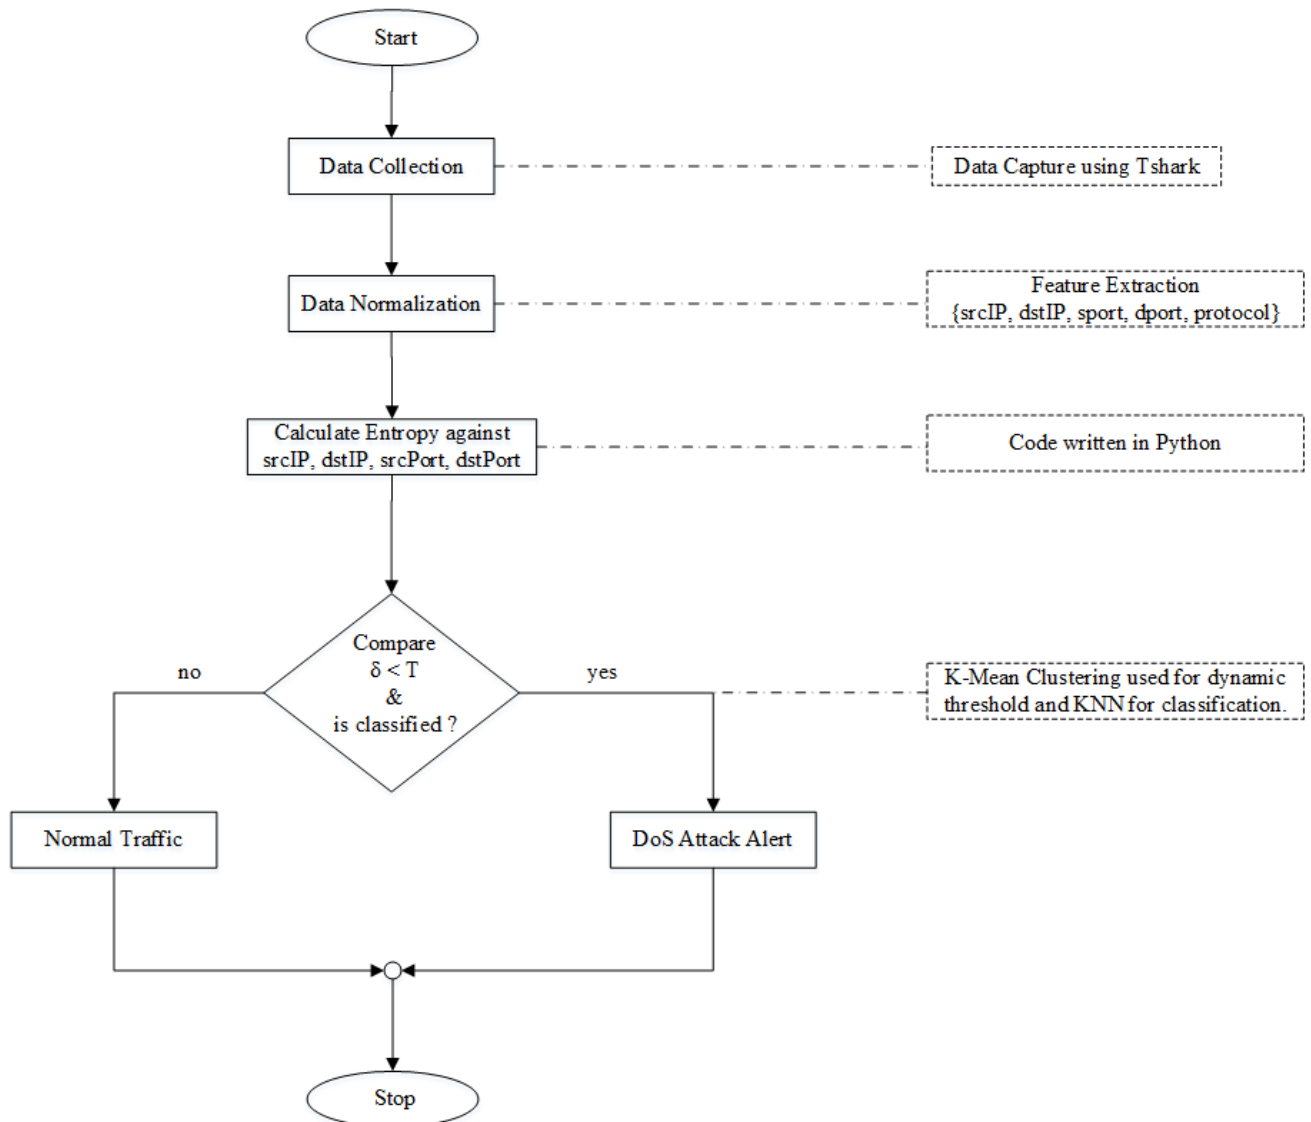 Start
Data Collection
Data Capture using Tshark
Data Normalization
Feature Extraction
{srcIP, dstIP, sport, dport, protocol}
Calculate Entropy against
srcIP, dstIP, srcPort, dstPort
Code written in Python
Compare
δ < T
&
is classified ?
no
yes
K-Mean Clustering used for dynamic
threshold and KNN for classification.
Normal Traffic
DoS Attack Alert
Stop